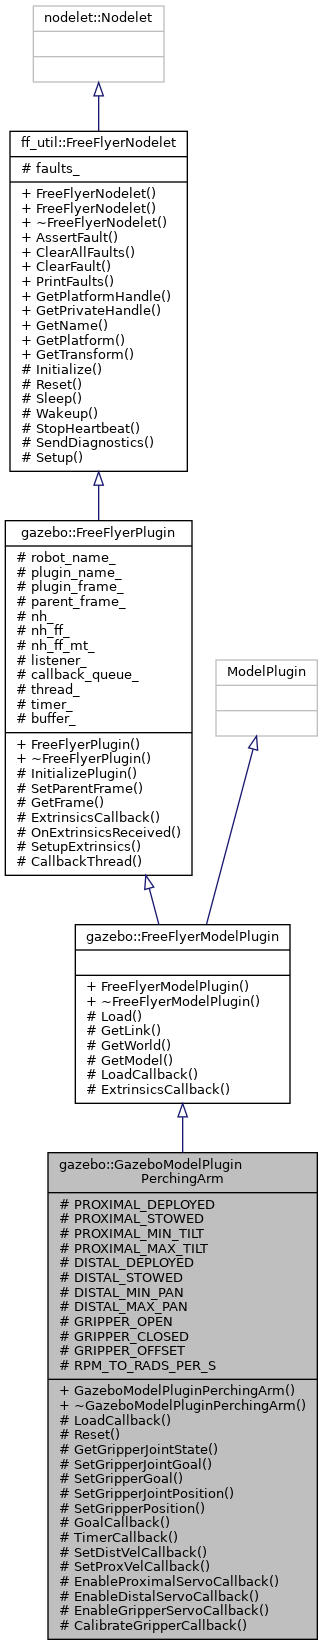 nodelet::Nodelet
ff_util::FreeFlyerNodelet
# faults_
+ FreeFlyerNodelet()
+ FreeFlyerNodelet()
+ ~FreeFlyerNodelet()
+ AssertFault()
+ ClearAllFaults()
+ ClearFault()
+ PrintFaults()
+ GetPlatformHandle()
+ GetPrivateHandle()
+ GetName()
+ GetPlatform()
+ GetTransform()
# Initialize()
# Reset()
# Sleep()
# Wakeup()
# StopHeartbeat()
# SendDiagnostics()
# Setup()
gazebo::FreeFlyerPlugin
# robot_name_
# plugin_name_
# plugin_frame_
# parent_frame_
# nh_
# nh_ff_
# nh_ff_mt_
# listener_
# callback_queue_
# thread_
# timer_
# buffer_
+ FreeFlyerPlugin()
+ ~FreeFlyerPlugin()
# InitializePlugin()
# SetParentFrame()
# GetFrame()
# ExtrinsicsCallback()
# OnExtrinsicsReceived()
# SetupExtrinsics()
# CallbackThread()
ModelPlugin
gazebo::FreeFlyerModelPlugin
+ FreeFlyerModelPlugin()
+ ~FreeFlyerModelPlugin()
# Load()
# GetLink()
# GetWorld()
# GetModel()
# LoadCallback()
# ExtrinsicsCallback()
gazebo::GazeboModelPlugin
PerchingArm
# PROXIMAL_DEPLOYED
# PROXIMAL_STOWED
# PROXIMAL_MIN_TILT
# PROXIMAL_MAX_TILT
# DISTAL_DEPLOYED
# DISTAL_STOWED
# DISTAL_MIN_PAN
# DISTAL_MAX_PAN
# GRIPPER_OPEN
# GRIPPER_CLOSED
# GRIPPER_OFFSET
# RPM_TO_RADS_PER_S
+ GazeboModelPluginPerchingArm()
+ ~GazeboModelPluginPerchingArm()
# LoadCallback()
# Reset()
# GetGripperJointState()
# SetGripperJointGoal()
# SetGripperGoal()
# SetGripperJointPosition()
# SetGripperPosition()
# GoalCallback()
# TimerCallback()
# SetDistVelCallback()
# SetProxVelCallback()
# EnableProximalServoCallback()
# EnableDistalServoCallback()
# EnableGripperServoCallback()
# CalibrateGripperCallback()